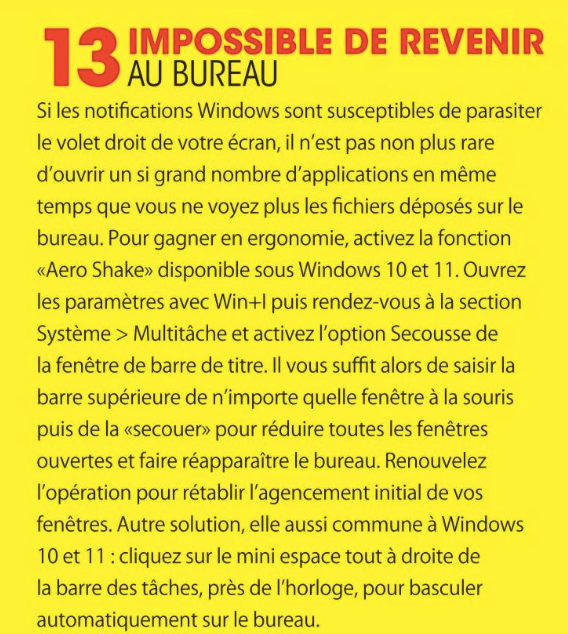 13 IMPOSSIBLE DE REVENIR
AU BUREAU
Si les notifications Windows sont susceptibles de parasiter
le volet droit de votre écran, il n'est pas non plus rare
d'ouvrir un si grand nombre d'applications en même
temps que vous ne voyez plus les fichiers déposés sur le
bureau. Pour gagner en ergonomie, activez la fonction
«Aero Shake» disponible sous Windows 10 et 11. Ouvrez
les paramètres avec Win+I puis rendez-vous à la section
Système > Multitâche et activez l'option Secousse de
la fenêtre de barre de titre. Il vous suffit alors de saisir la
barre supérieure de n'importe quelle fenêtre à la souris
puis de la «secouer» pour réduire toutes les fenêtres
ouvertes et faire réapparaître le bureau. Renouvelez
l'opération pour rétablir l'agencement initial de vos
fenêtres. Autre solution, elle aussi commune à Windows
10 et 11 : cliquez sur le mini espace tout à droite de
la barre des tâches, près de l'horloge, pour basculer
automatiquement sur le bureau.